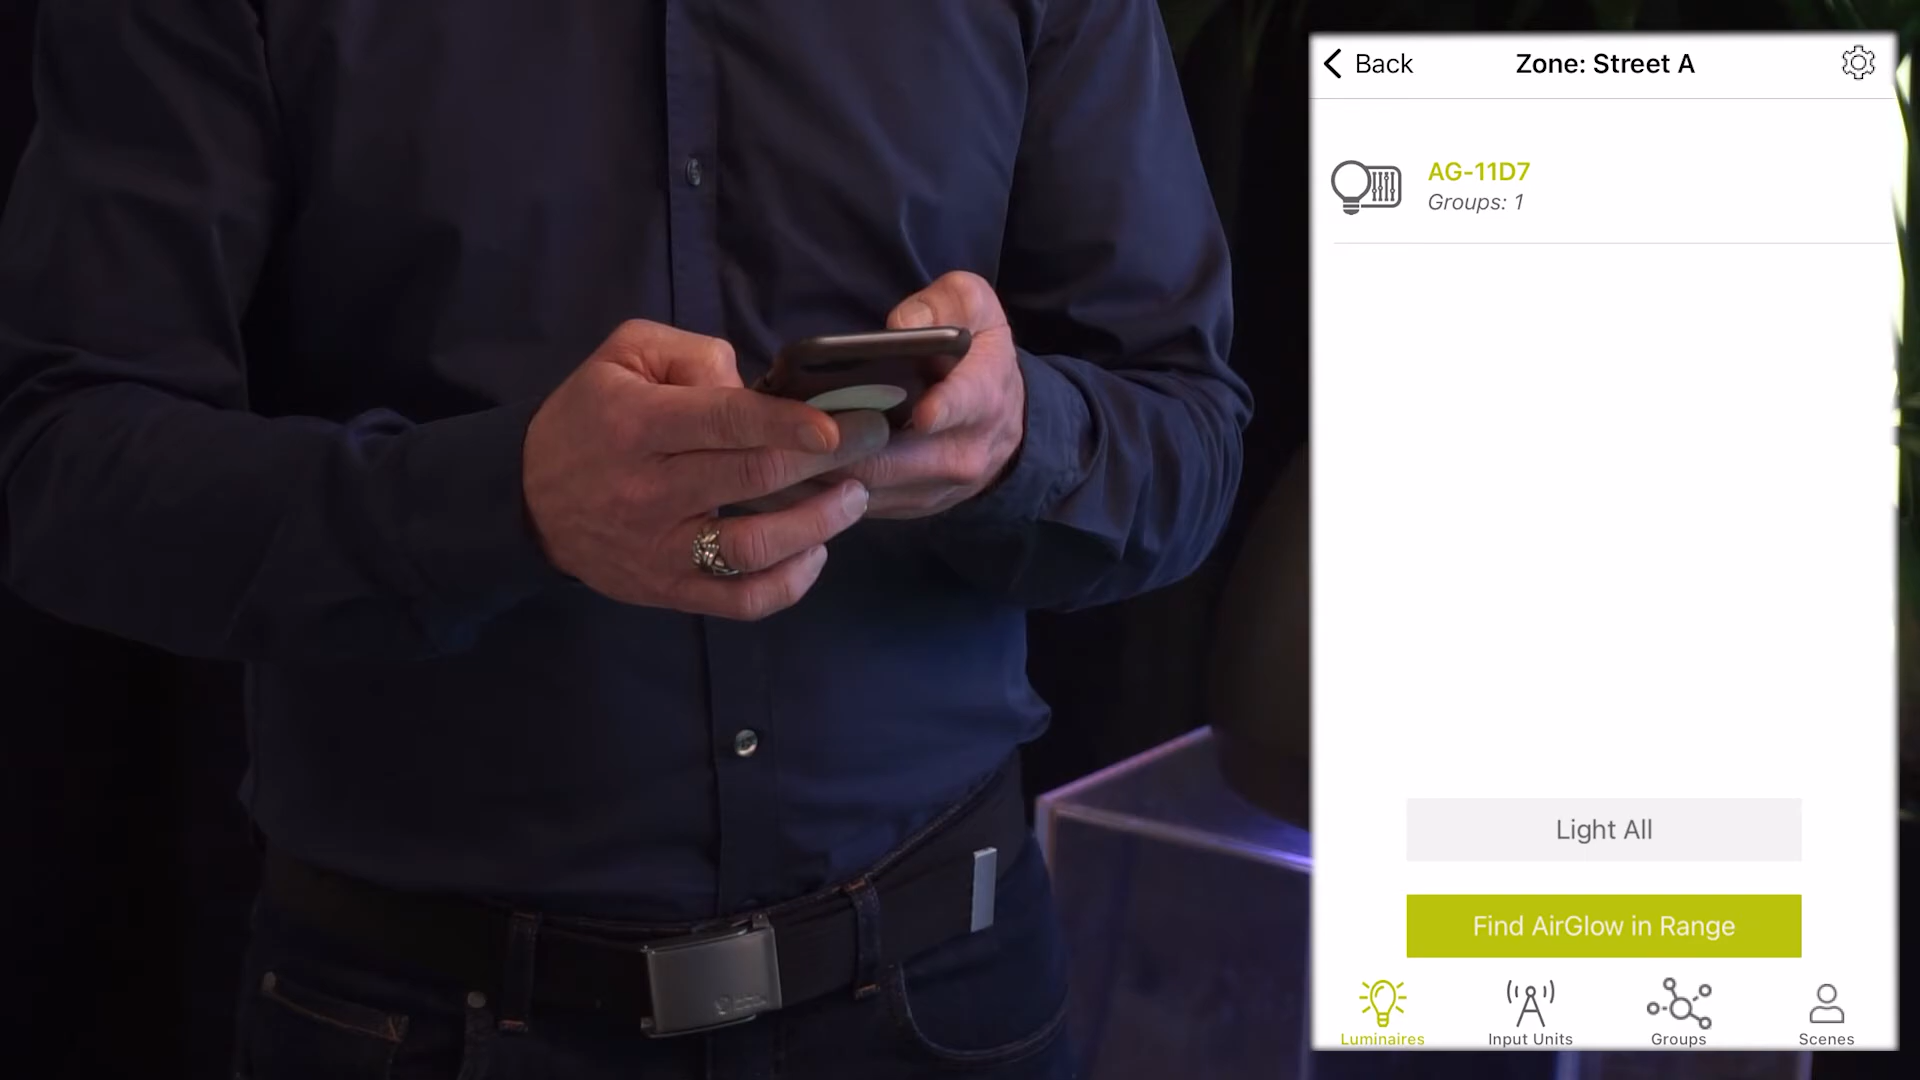 Back
Zone: Street A
AG-11D7
Groups: 1
Light All
Find AirGlow in Range
Luminaires
Input Units
Groups
Scenes